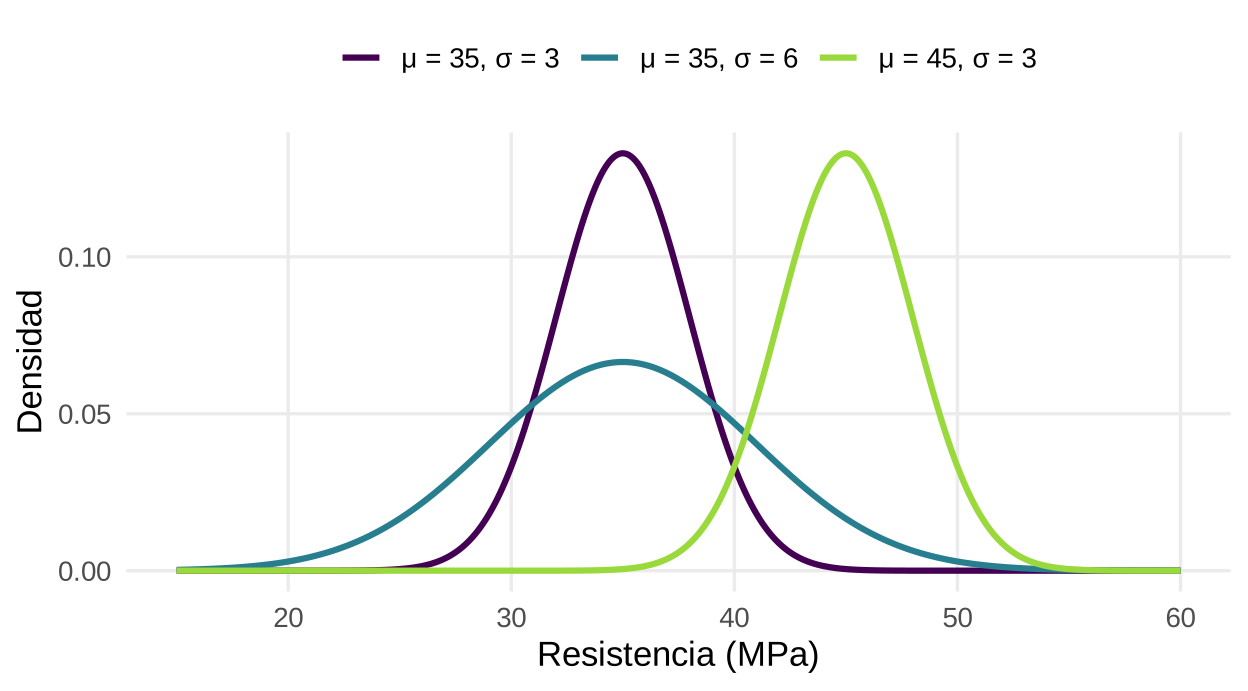 μ = 35, σ = 3 μ = 35, σ = 6 μ = 45, σ = 3
0.10
0.05
0.00
Densidad
20 30 40 50 60
Resistencia (MPa)